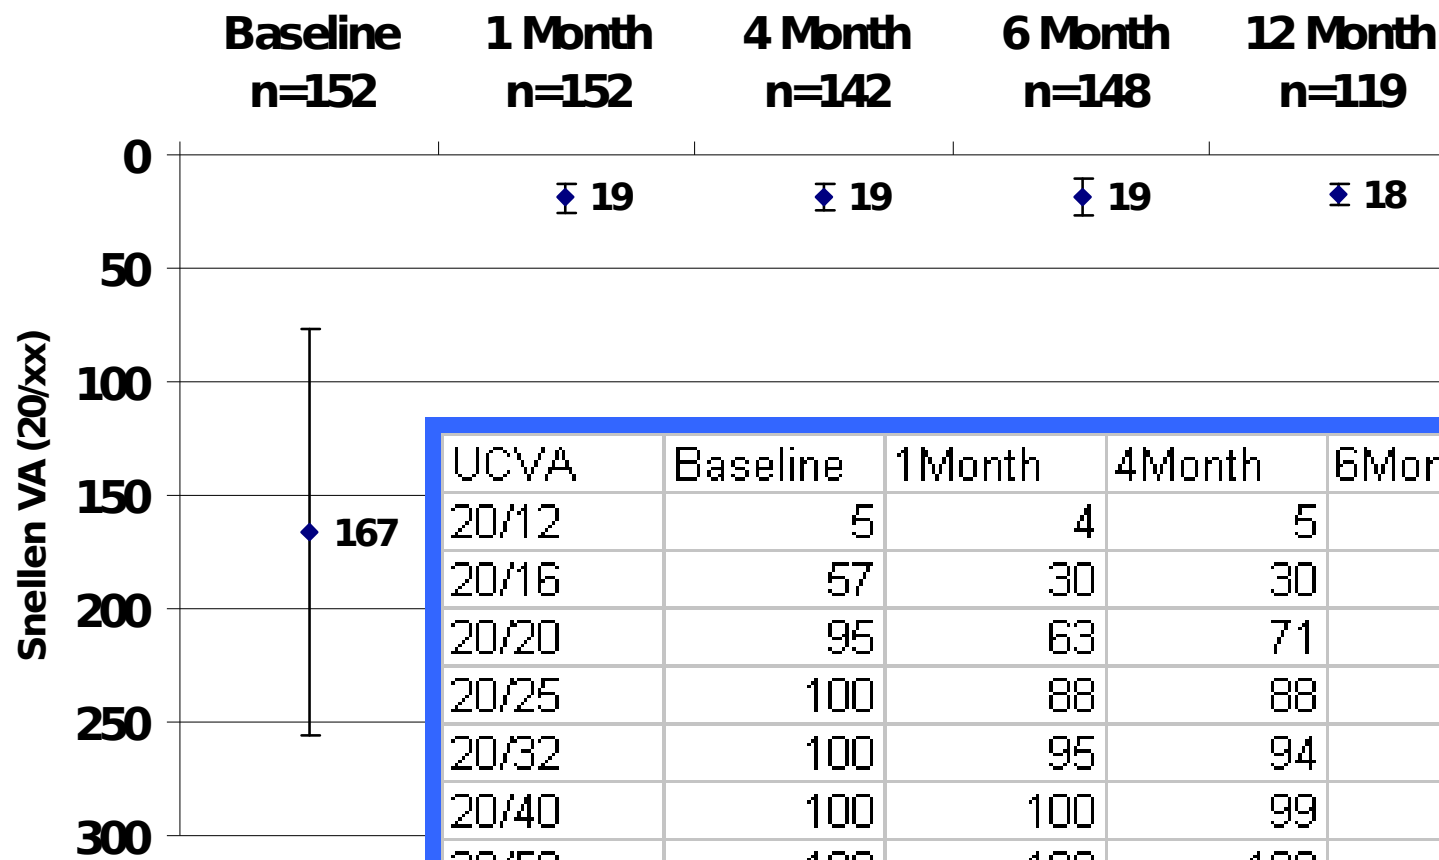 Baseline 1 Month 4 Month 6 Month 12 Month
n=152 n=152 n=142 n=148 n=119
0
19 19 19 18
50
100
150
167
200
250
300
Snellen VA (20/xx)
UCVA Baseline 1Month 4Month
20/12 5 4 5
20/16 57 30 30
20/20 95 63 71
20/25 100 88 88
20/32 100 95 94
20/40 100 100 99